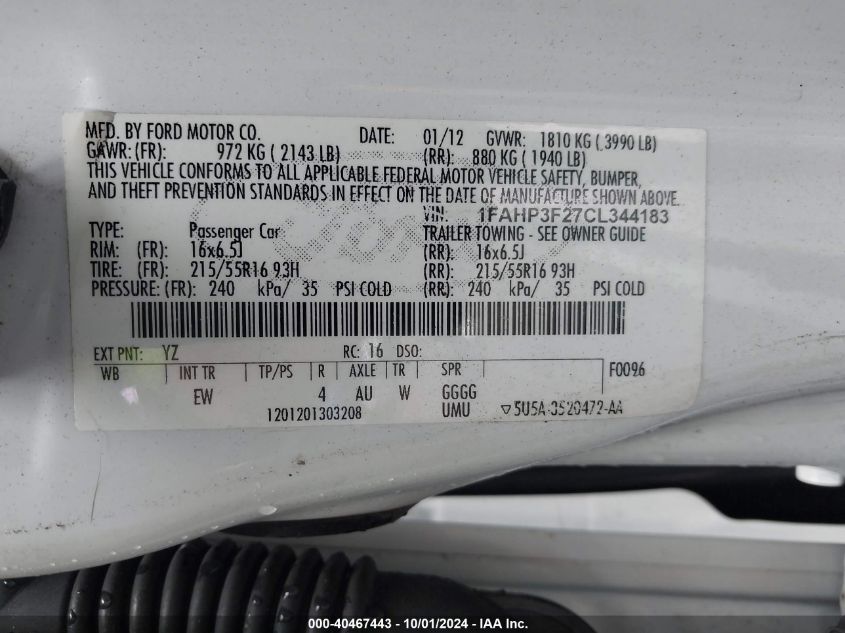 MFD. BY FORD MOTOR CO. DATE: 01/12 GVWR: 1810 KG ( 3990 LB)
GAWR:(FR): 972 KG ( 2143 LB) (RR): 880 KG ( 1940 LB)
THIS VEHICLE CONFORMS TO ALL APPLICABLE FEDERAL MOTOR VEHICLE SAFETY, BUMPER,
AND THEFT PREVENTION STANDARDS IN EFFECT ON THE DATE OF MANUFACTURE SHOWN ABOVE.
VIN: 1FAHP3F27CL344183
TYPE: Passenger Car TRAILER TOWING - SEE OWNER GUIDE
RIM: (FR): 16x6.5J (RR): 16x6.5J
TIRE: (FR): 215/55R16 93H (RR): 215/55R16 93H
PRESSURE: (FR): 240 kPa/ 35 PSI COLD (RR): 240 kPa/ 35 PSI COLD
EXT PNT: YZ RC: 16 DSO:
WB INT TR TP/PS R AXLE TR SPR F0096
EW 4 AU W GGGG
1201201303208 UMU ▽5U5A-3520472-AA
000-40467443 - 10/01/2024 - IAA Inc.